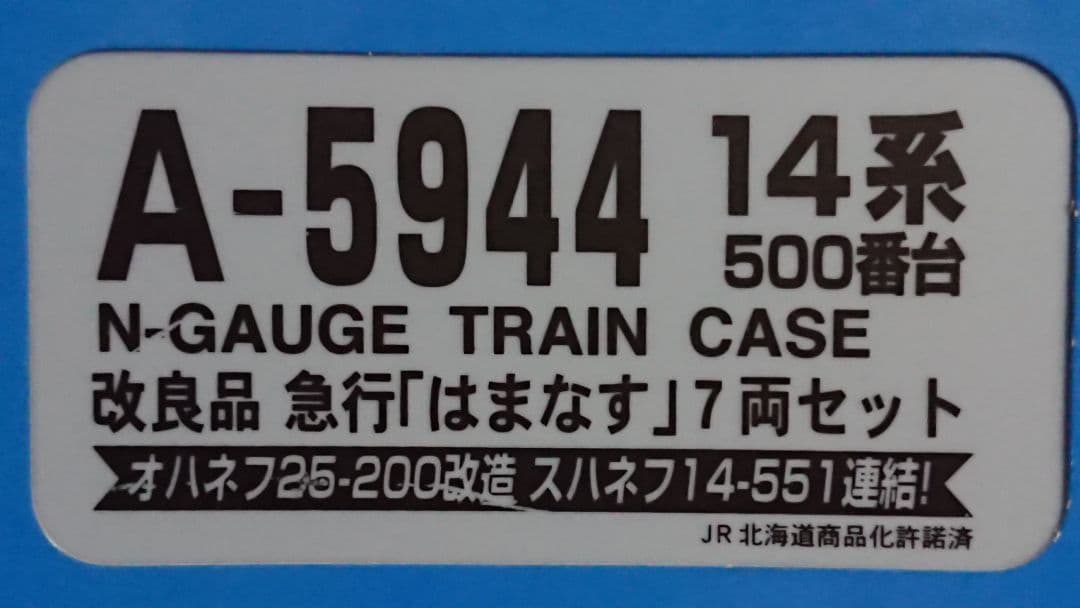 A-5944 14系
500番台
N-GAUGE TRAIN CASE
改良品 急行「はまなす」7両セット
オハネフ25-200改造 スハネフ14-551連結!
JR北海道商品化許諾済